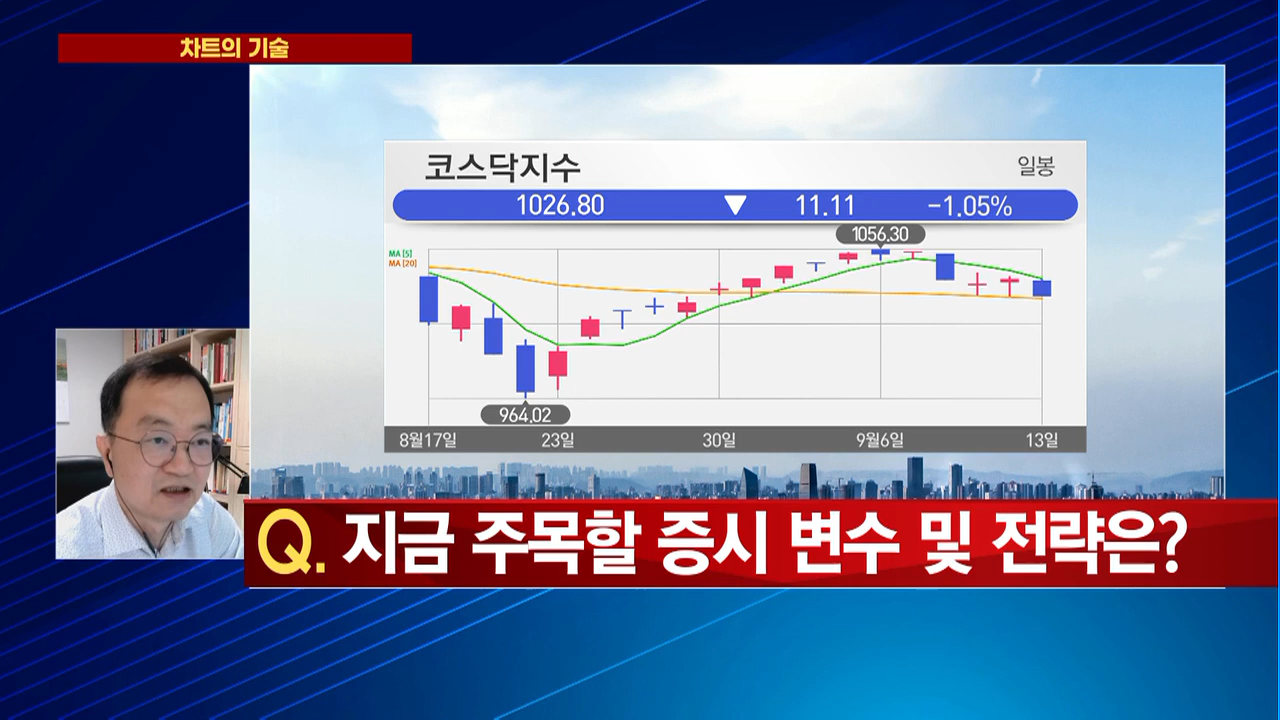 차트의 기술
코스닥지수 일봉
1026.80 ▼ 11.11 -1.05%
1056.30
MA [5]
MA [20]
964.02
8월17일 23일 30일 9월6일 13일
Q. 지금 주목할 증시 변수 및 전략은?